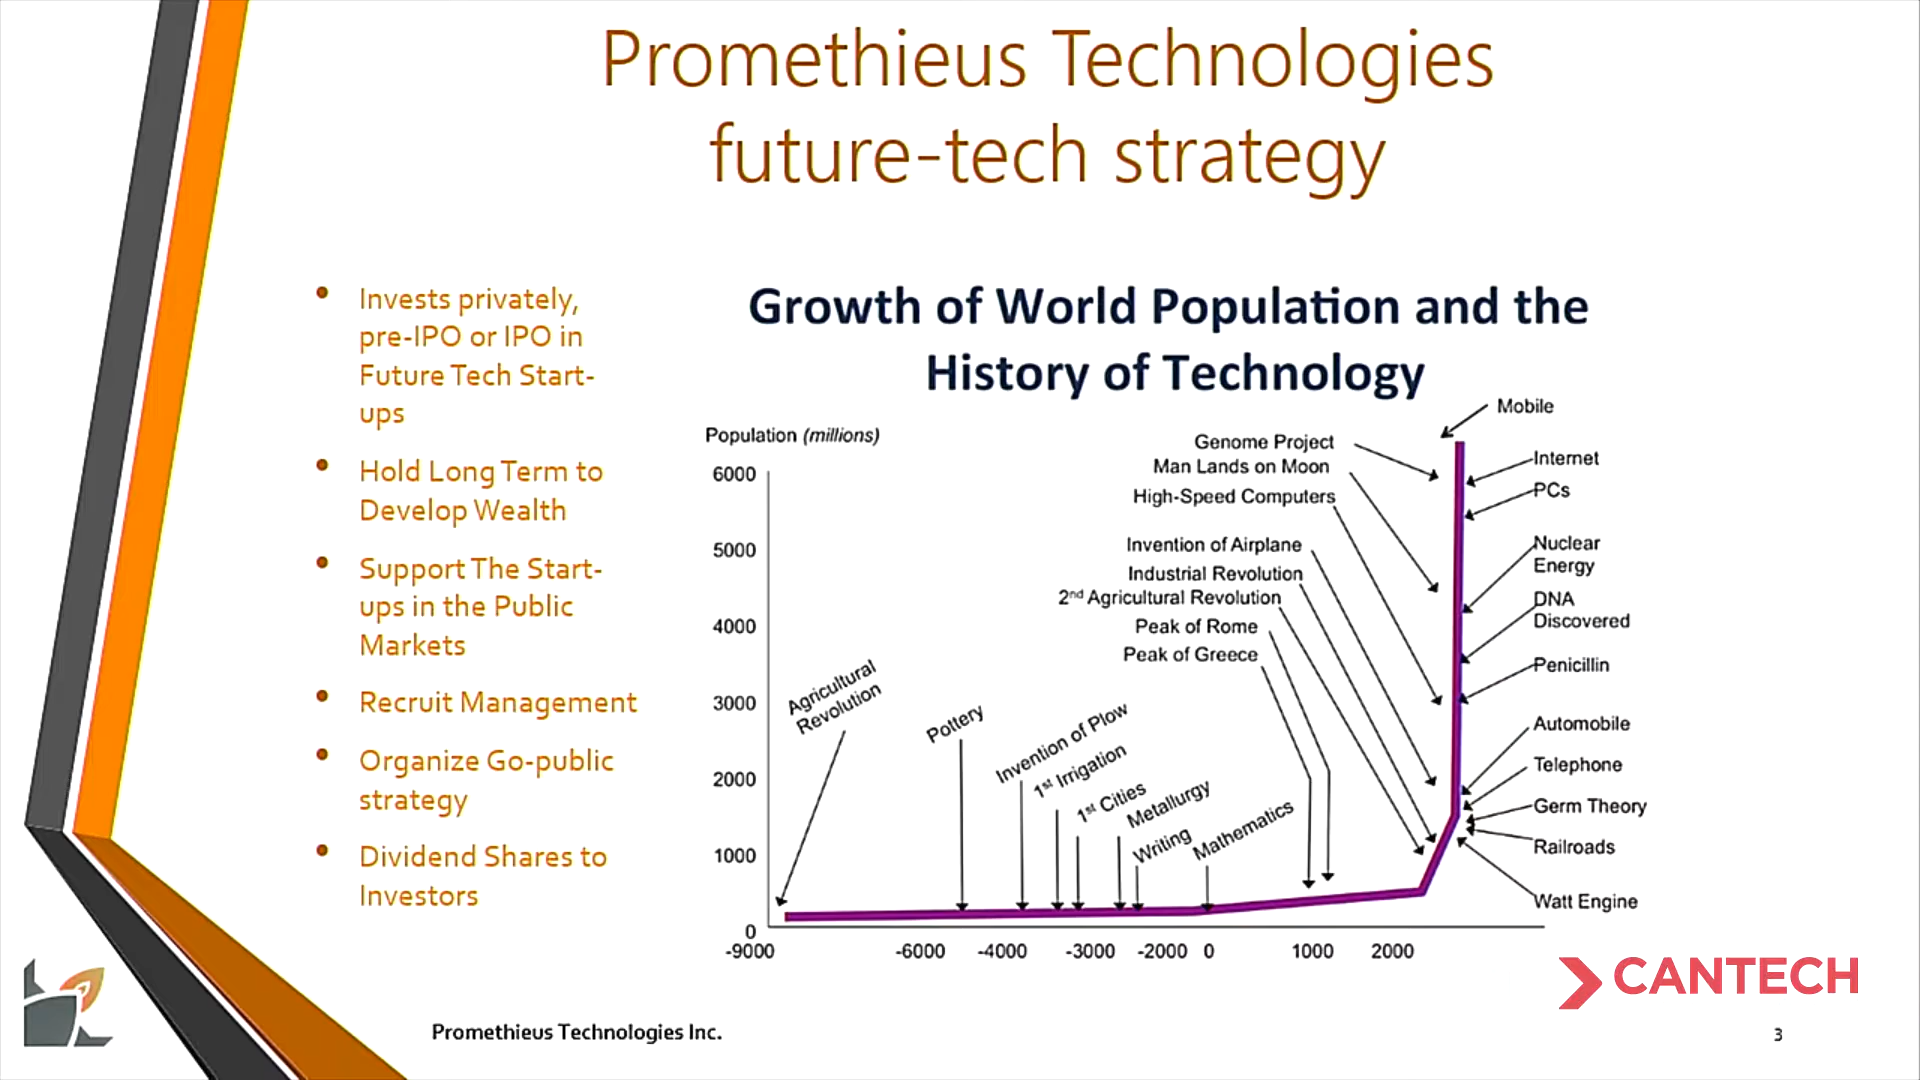 Promethieus Technologies
future-tech strategy
• Invests privately,
pre-IPO or IPO in
Future Tech Start-
ups
• Hold Long Term to
Develop Wealth
• Support The Start-
ups in the Public
Markets
• Recruit Management
• Organize Go-public
strategy
• Dividend Shares to
Investors
Growth of World Population and the
History of Technology
Population (millions)
6000
5000
4000
3000
2000
1000
0
-9000
-6000
-4000
-3000
-2000
0
1000
2000
Agricultural
Revolution
Pottery
Invention of Plow
1st Irrigation
1st Cities
Metallurgy
Writing
Mathematics
Peak of Greece
Peak of Rome
2nd Agricultural Revolution
Industrial Revolution
Invention of Airplane
High-Speed Computers
Man Lands on Moon
Genome Project
Mobile
Internet
PCs
Nuclear
Energy
DNA
Discovered
Penicillin
Automobile
Telephone
Germ Theory
Railroads
Watt Engine
CANTECH
Promethieus Technologies Inc.
3